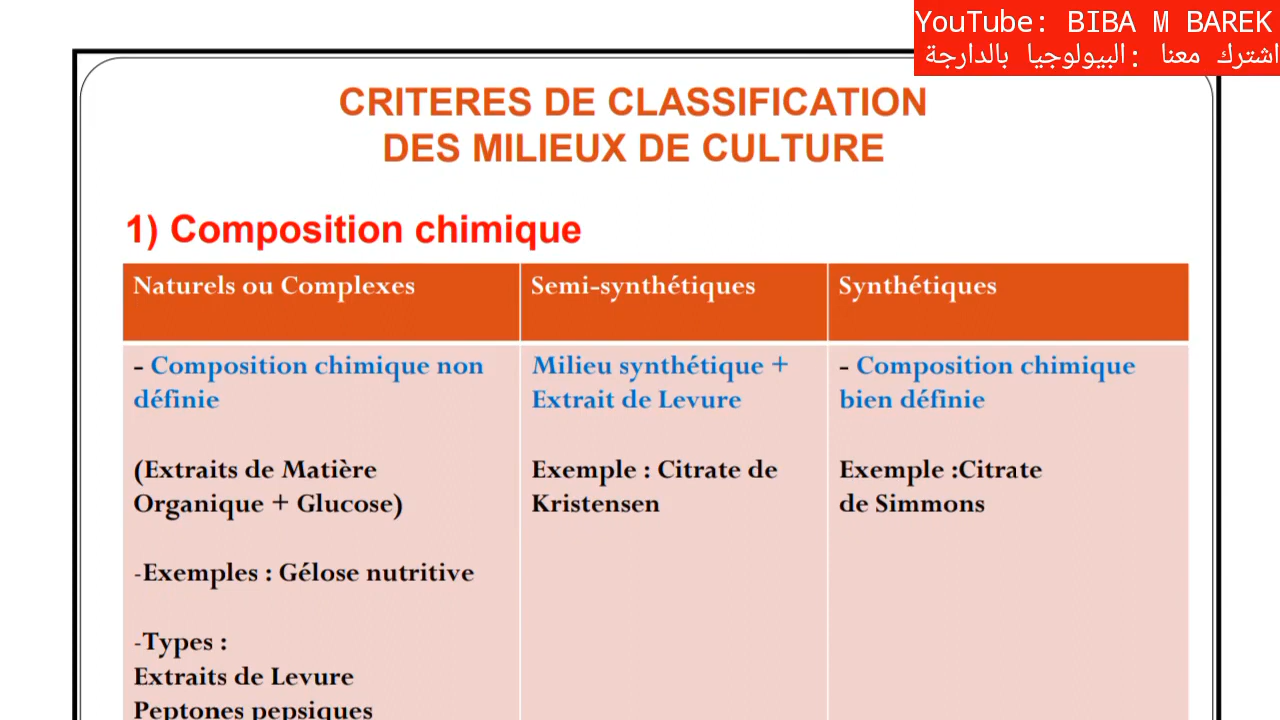 YouTube: BIBA M BAREK
اشترك معنا :البيولوجيا بالدارجة
CRITERES DE CLASSIFICATION
DES MILIEUX DE CULTURE
1) Composition chimique
Naturels ou Complexes
- Composition chimique non
définie
(Extraits de Matière
Organique + Glucose)
-Exemples : Gélose nutritive
-Types :
Extraits de Levure
Peptones pepsiques
Semi-synthétiques
Milieu synthétique +
Extrait de Levure
Exemple : Citrate de
Kristensen
Synthétiques
- Composition chimique
bien définie
Exemple :Citrate
de Simmons